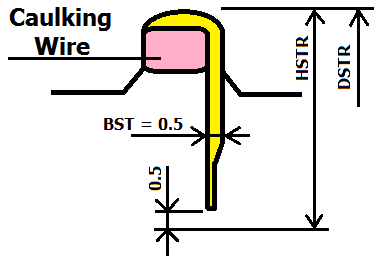 Caulking
Wire
HSTR
DSTR
BST = 0.5
0.5